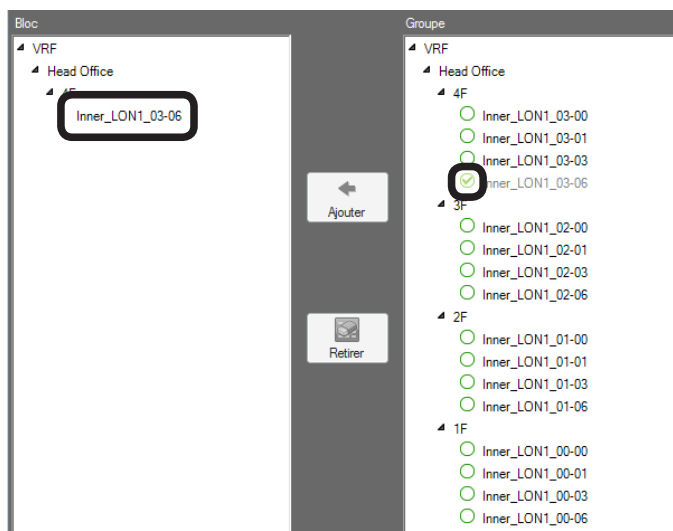 Bloc
VRF
Head Office
4F
Inner_LON1_03-06
Ajouter
Retirer
Groupe
VRF
Head Office
4F
Inner_LON1_03-00
Inner_LON1_03-01
Inner_LON1_03-03
Inner_LON1_03-06
3F
Inner_LON1_02-00
Inner_LON1_02-01
Inner_LON1_02-03
Inner_LON1_02-06
2F
Inner_LON1_01-00
Inner_LON1_01-01
Inner_LON1_01-03
Inner_LON1_01-06
1F
Inner_LON1_00-00
Inner_LON1_00-01
Inner_LON1_00-03
Inner_LON1_00-06